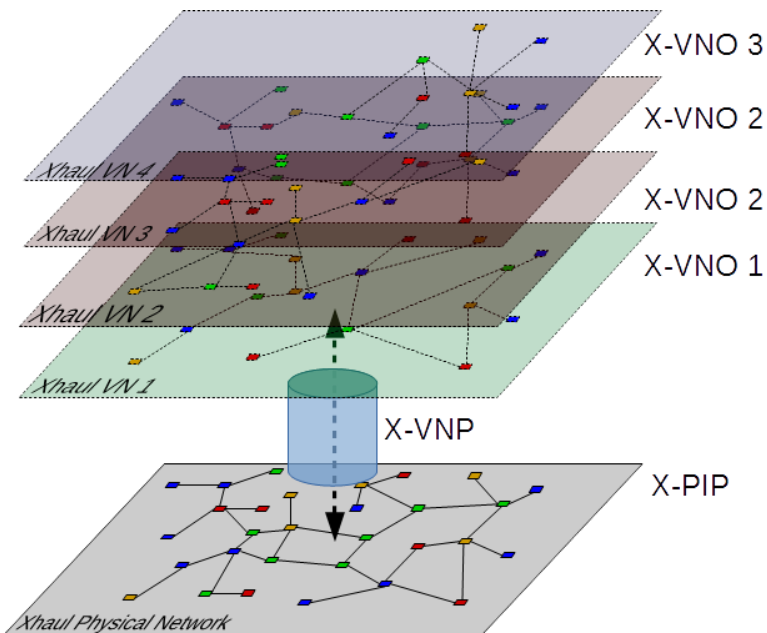 X-VNO 3
X-VNO 2
Xhaul VN 4
X-VNO 2
Xhaul VN 3
X-VNO 1
Xhaul VN 2
Xhaul VN 1
X-VNP
X-PIP
Xhaul Physical Network